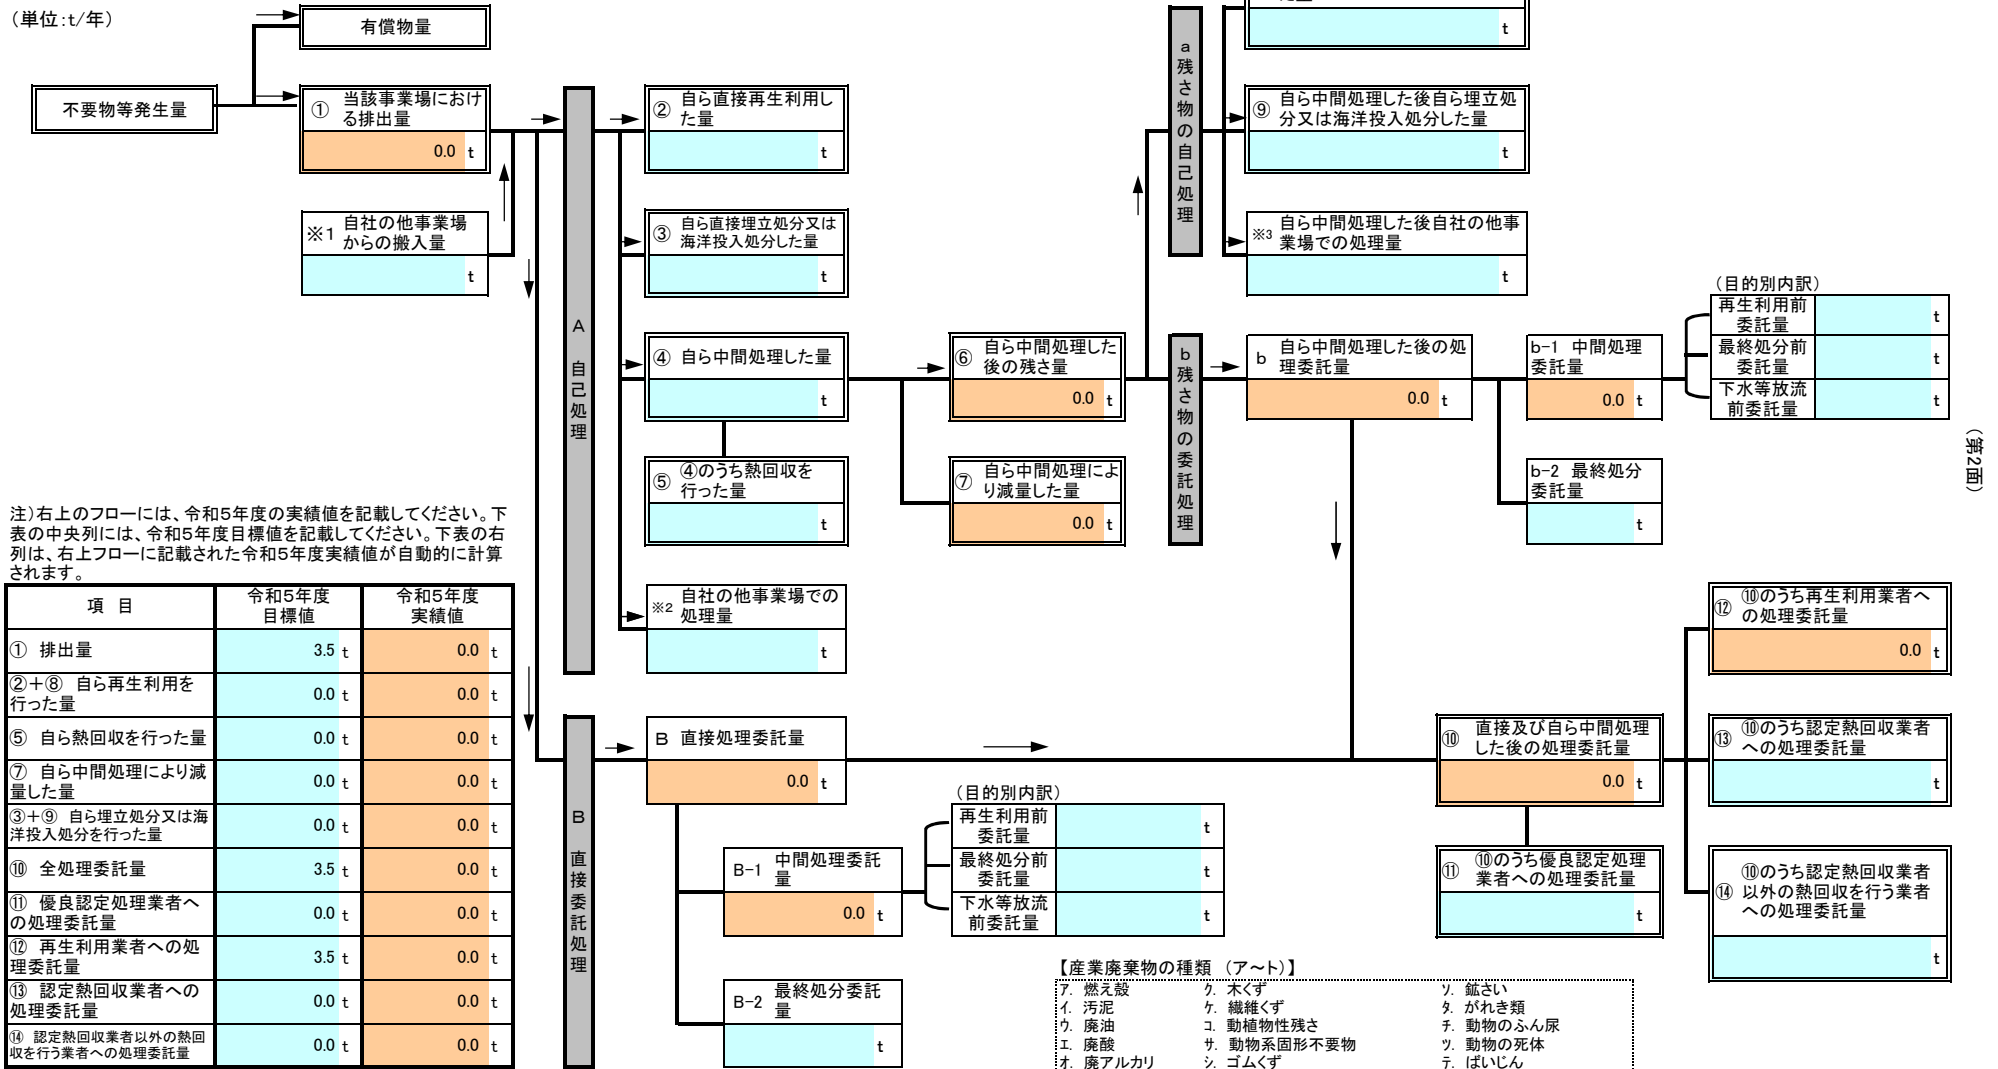 （単位：t/年）
有償物量
不要物等発生量
① 当該事業場におけ
る排出量
0.0 t
※1 自社の他事業場
からの搬入量
t
A 自己処理
② 自ら直接再生利用し
た量
t
③ 自ら直接埋立処分又は
海洋投入処分した量
t
④ 自ら中間処理した量
t
⑤ ④のうち熱回収を
行った量
t
※2 自社の他事業場での
処理量
t
⑥ 自ら中間処理した
後の残さ量
0.0 t
⑦ 自ら中間処理によ
り減量した量
0.0 t
a 残さ物の自己処理
t
⑨ 自ら中間処理した後自ら埋立処
分又は海洋投入処分した量
t
※3 自ら中間処理した後自社の他事
業場での処理量
t
b 残さ物の委託処理
b 自ら中間処理した後の処
理委託量
0.0 t
b-1 中間処理
委託量
0.0 t
（目的別内訳）
再生利用前
委託量
t
最終処分前
委託量
t
下水等放流
前委託量
t
b-2 最終処分
委託量
t
（第2面）
注）右上のフローには、令和5年度の実績値を記載してください。下
表の中央列には、令和5年度目標値を記載してください。下表の右
列は、右上フローに記載された令和5年度実績値が自動的に計算
されます。
項 目 令和5年度 令和5年度
目標値 実績値
① 排出量 3.5 t 0.0 t
②＋⑧ 自ら再生利用を
行った量 0.0 t 0.0 t
⑤ 自ら熱回収を行った量 0.0 t 0.0 t
⑦ 自ら中間処理により減
量した量 0.0 t 0.0 t
③＋⑨ 自ら埋立処分又は海
洋投入処分を行った量 0.0 t 0.0 t
⑩ 全処理委託量 3.5 t 0.0 t
⑪ 優良認定処理業者へ
の処理委託量 0.0 t 0.0 t
⑫ 再生利用業者への処
理委託量 3.5 t 0.0 t
⑬ 認定熱回収業者への
処理委託量 0.0 t 0.0 t
⑭ 認定熱回収業者以外の熱回
収を行う業者への処理委託量 0.0 t 0.0 t
B 直接委託処理
B 直接処理委託量
0.0 t
B-1 中間処理委託
量
0.0 t
（目的別内訳）
再生利用前
委託量
t
最終処分前
委託量
t
下水等放流
前委託量
t
B-2 最終処分委託
量
t
⑩ 直接及び自ら中間処理
した後の処理委託量
0.0 t
⑪ ⑩のうち優良認定処理
業者への処理委託量
t
⑫ ⑩のうち再生利用業者へ
の処理委託量
0.0 t
⑬ ⑩のうち認定熱回収業者
への処理委託量
t
⑭ ⑩のうち認定熱回収業者
以外の熱回収を行う業者
への処理委託量
t
【産業廃棄物の種類 （ア～ト）】
ア. 燃え殻 ク. 木くず ソ. 鉱さい
イ. 汚泥 ケ. 繊維くず タ. がれき類
ウ. 廃油 コ. 動植物性残さ チ. 動物のふん尿
エ. 廃酸 サ. 動物系固形不要物 ツ. 動物の死体
オ. 廃アルカリ シ. ゴムくず テ. ばいじん